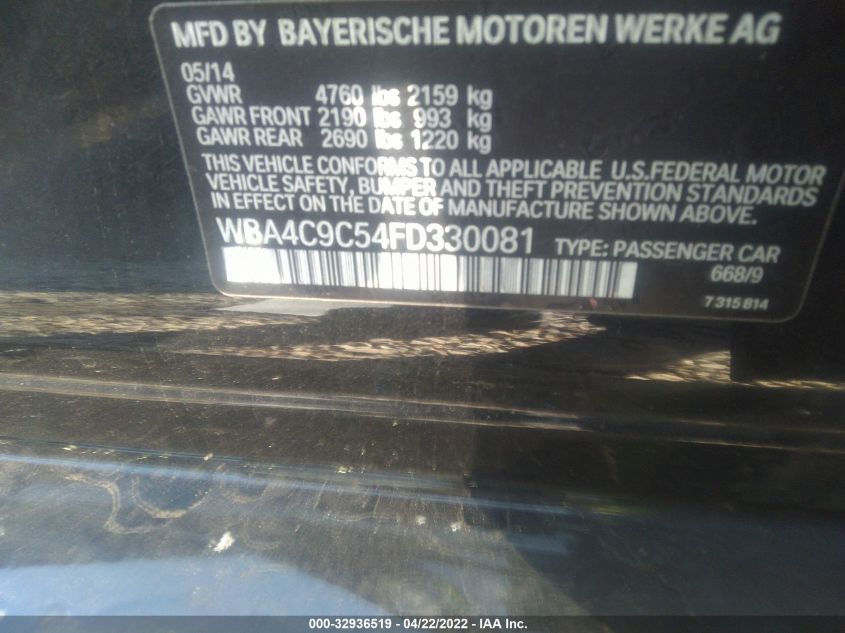 MFD BY BAYERISCHE MOTOREN WERKE AG
05/14
GVWR 4760 lbs 2159 kg
GAWR FRONT 2190 lbs 993 kg
GAWR REAR 2690 lbs 1220 kg
THIS VEHICLE CONFORMS TO ALL APPLICABLE U.S.FEDERAL MOTOR
VEHICLE SAFETY, BUMPER AND THEFT PREVENTION STANDARDS
IN EFFECT ON THE DATE OF MANUFACTURE SHOWN ABOVE.
WBA4C9C54FD330081 TYPE: PASSENGER CAR
668/9
7 315 814
000-32936519 - 04/22/2022 - IAA Inc.